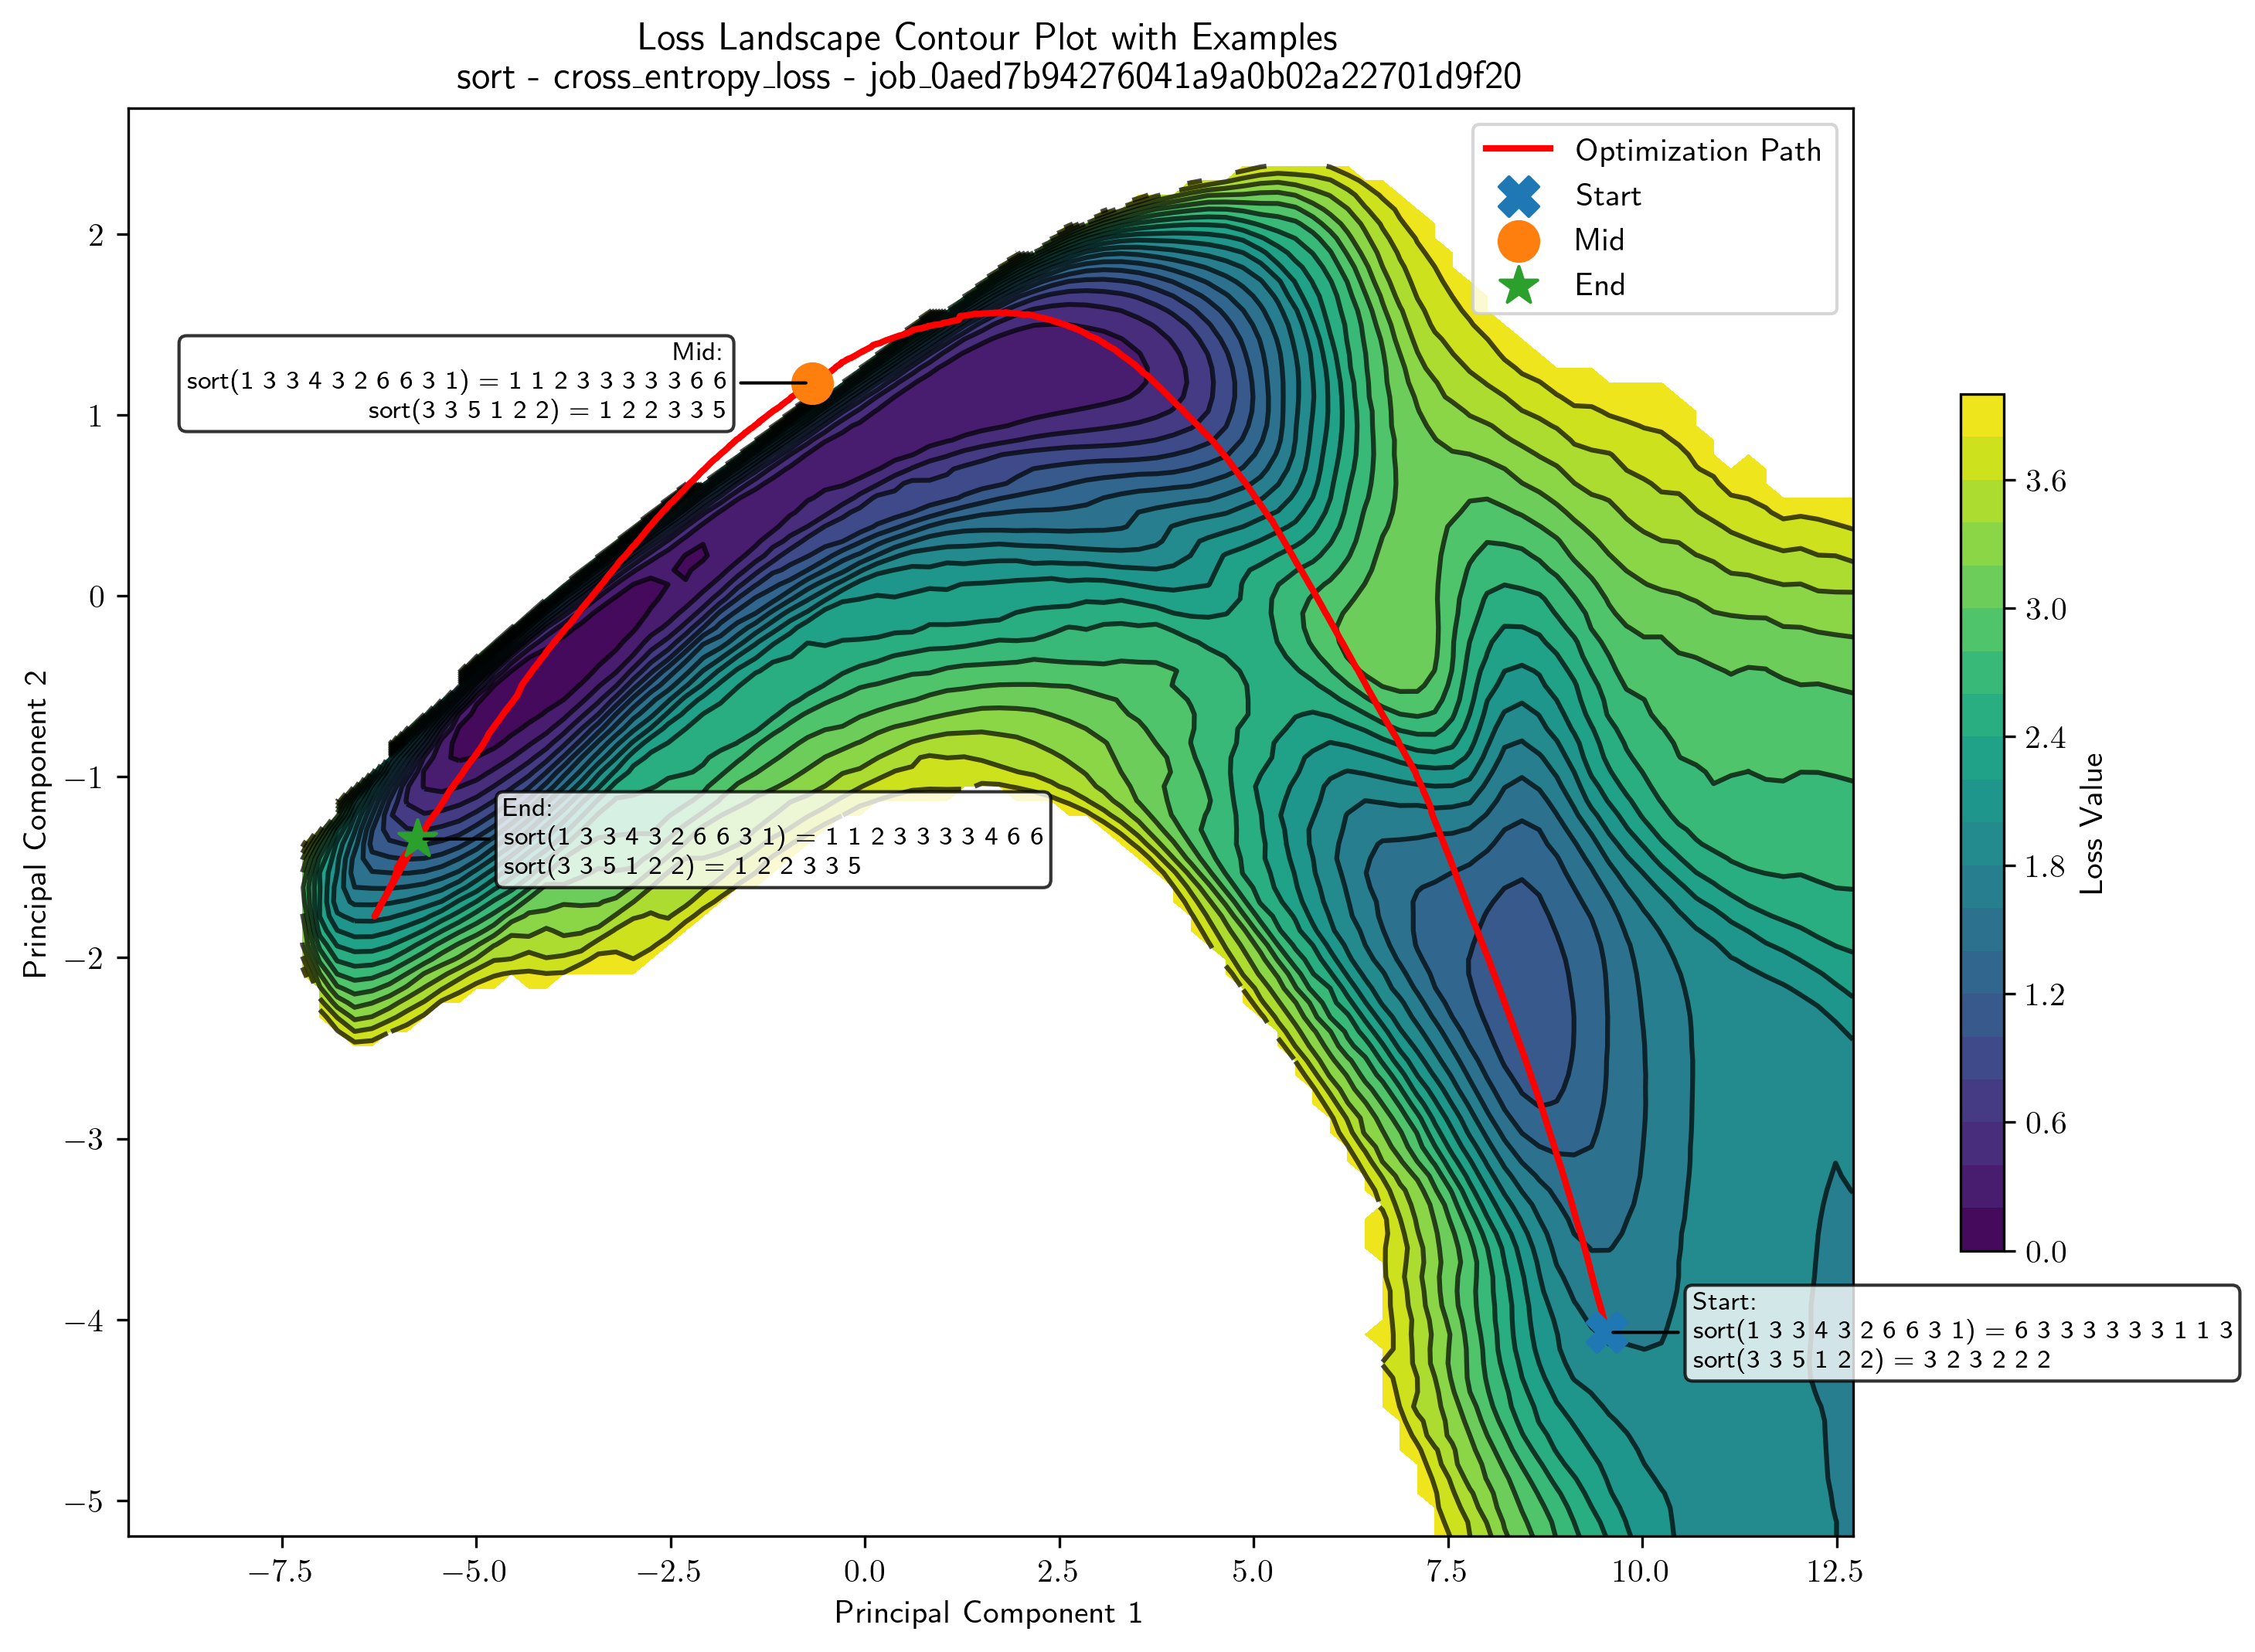 Loss Landscape Contour Plot with Examples
sort - cross_entropy_loss - job_0aed7b94276041a9a0b02a22701d9f20
Optimization Path
Start
Mid
End
Mid:
sort(1 3 3 4 3 2 6 6 3 1) = 1 1 2 3 3 3 3 3 6 6
sort(3 3 5 1 2 2) = 1 2 2 3 3 5
End:
sort(1 3 3 4 3 2 6 6 3 1) = 1 1 2 3 3 3 3 4 6 6
sort(3 3 5 1 2 2) = 1 2 2 3 3 5
Start:
sort(1 3 3 4 3 2 6 6 3 1) = 6 3 3 3 3 3 3 1 1 3
sort(3 3 5 1 2 2) = 3 2 3 2 2 2
2
1
0
−1
−2
−3
−4
−5
Principal Component 2
−7.5 −5.0 −2.5 0.0 2.5 5.0 7.5 10.0 12.5
Principal Component 1
3.6
3.0
2.4
1.8
1.2
0.6
0.0
Loss Value